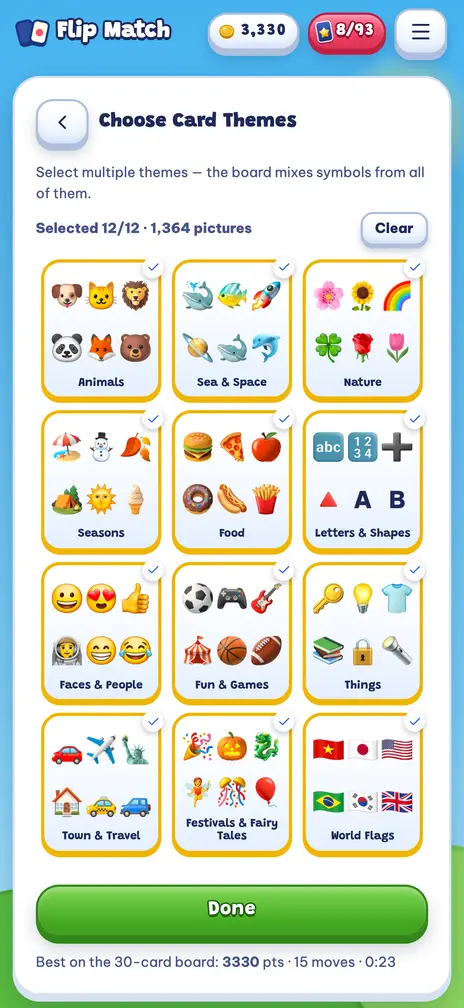 Flip Match
3,330
8/93
Choose Card Themes
Select multiple themes — the board mixes symbols from all
of them.
Selected 12/12 · 1,364 pictures
Clear
Animals
Sea & Space
Nature
Seasons
Food
abc
12
34
A
B
Letters & Shapes
Faces & People
Fun & Games
Things
Town & Travel
Festivals & Fairy
Tales
World Flags
Done
Best on the 30-card board: 3330 pts · 15 moves · 0:23